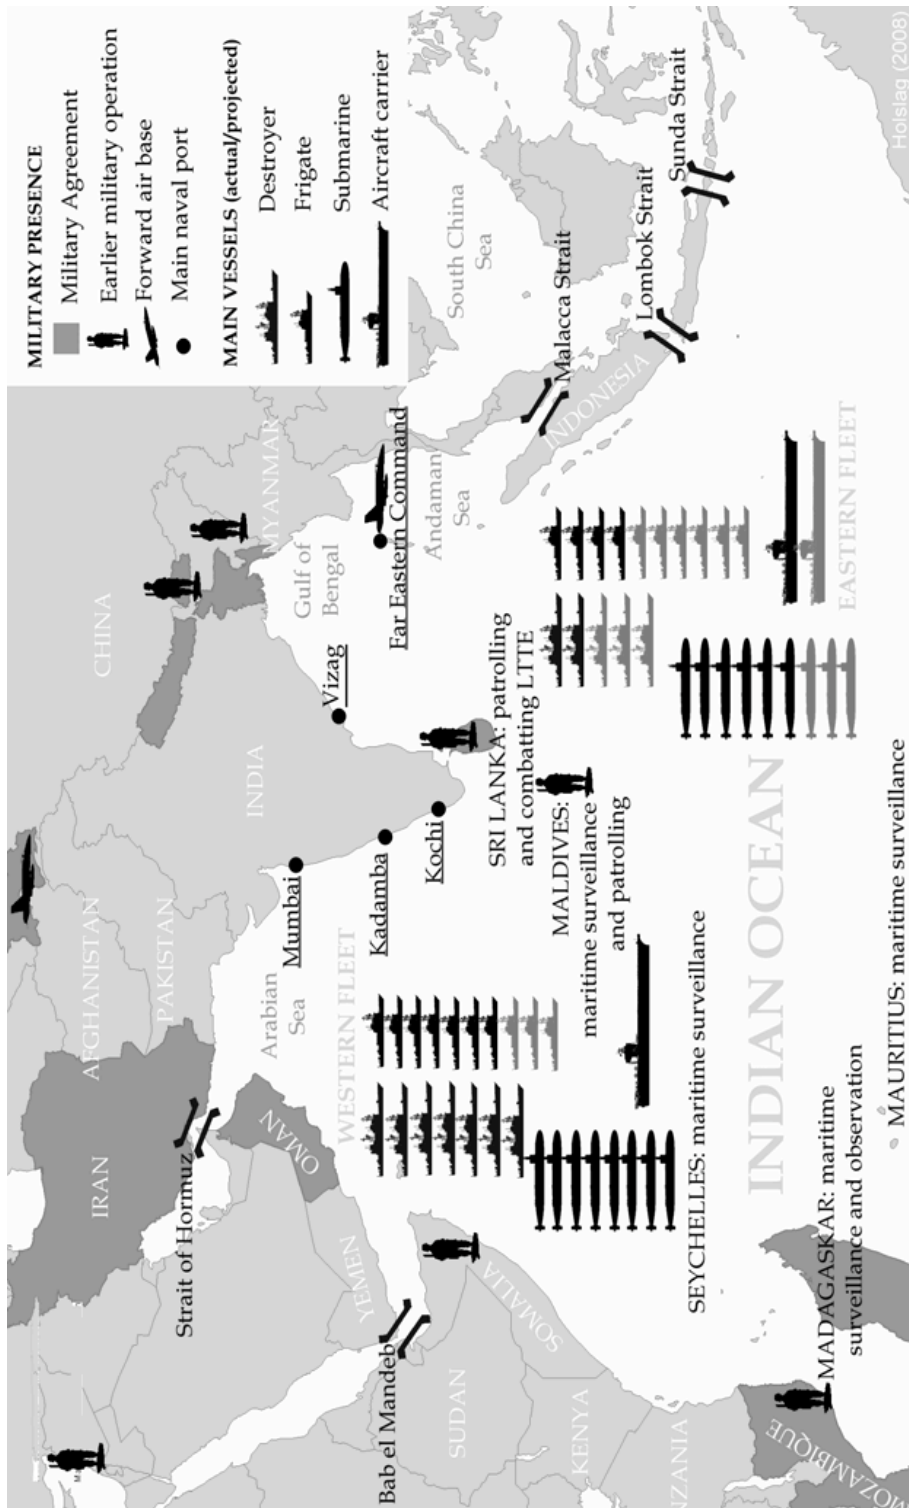 MILITARY PRESENCE
Military Agreement
Earlier military operation
Forward air base
Main naval port
MAIN VESSELS (actual/projected)
Destroyer
Frigate
Submarine
Aircraft carrier
CHINA
AFGHANISTAN
PAKISTAN
IRAN
INDIA
MYANMAR
Strait of Hormuz
OMAN
YEMEN
Bab el Mandeb
SUDAN
SOMALIA
KENYA
NZANIA
MOZAMBIQUE
Arabian
Sea
Mumbai
Kadamba
Kochi
Vizag
Gulf of
Bengal
Far Eastern Command
Andaman
Sea
South China
Sea
Malacca Strait
INDONESIA
Lombok Strait
Sunda Strait
WESTERN FLEET
SRI LANKA: patrolling
and combatting LTTE
MALDIVES:
maritime surveillance
and patrolling
EASTERN FLEET
SEYCHELLES: maritime surveillance
INDIAN OCEAN
MADAGASKAR: maritime
surveillance and observation
MAURITIUS: maritime surveillance
Holslag (2008)